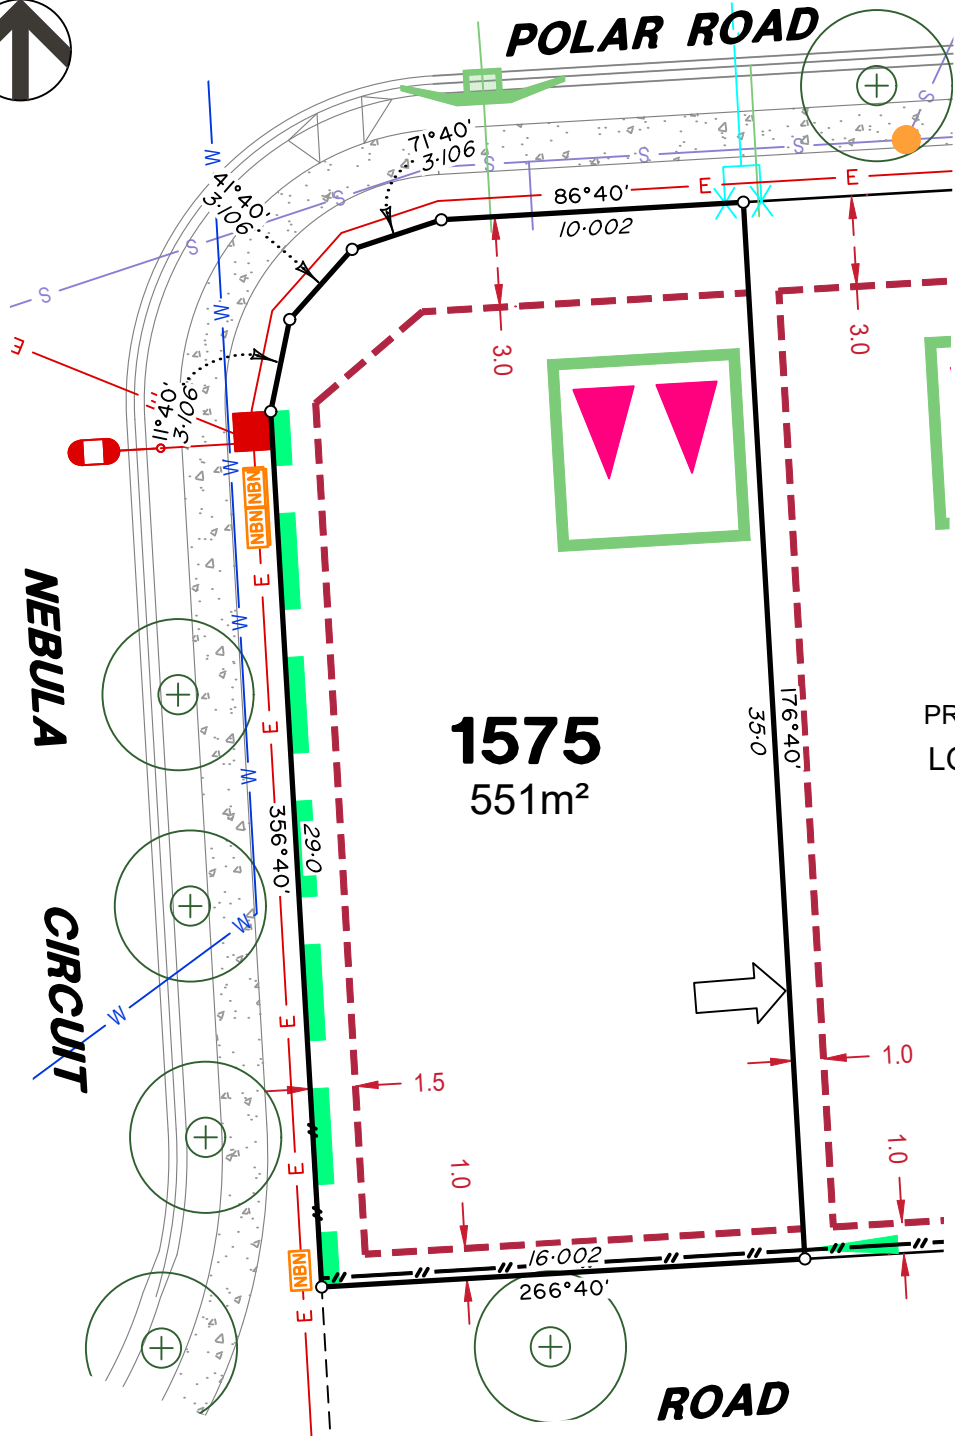 POLAR ROAD
S
71°40'
3·106
41°40'
3·106
W
S
S
S
S
E
E
86°40'
10·002
S
W
E
3.0
3.0
11°40'
3·106
W
NBN
NBN
E
W
NEBULA
E
W
1575
551m²
176°40'
35·0
PR
LO
356°40'
29·0
W
CIRCUIT
W
E
1.5
1.0
E
1.0
1.0
16·002
266°40'
NBN
E
ROAD